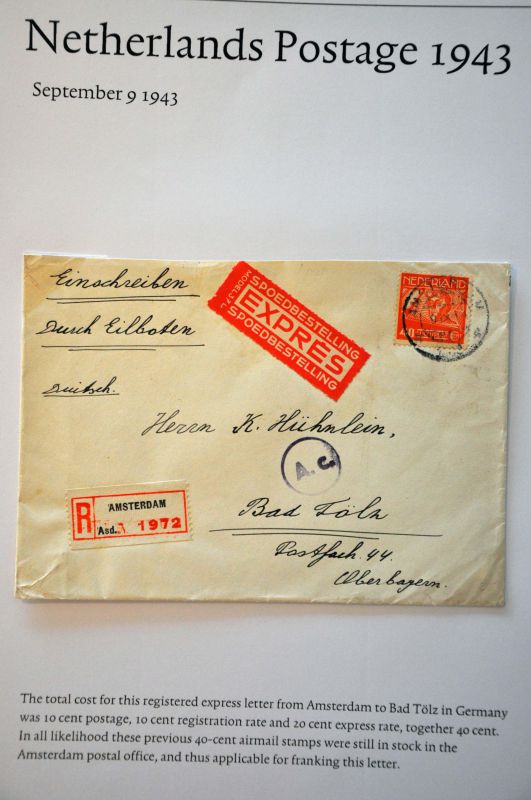 Netherlands Postage 1943
September 9 1943
Einschreiben
Durch Eilboten
Deutsch.
SPOEDBESTELLING
EXPRES
SPOEDBESTELLING
MODEL 37
NEDERLAND
Herrn K. Hühnlein,
A.c.
Bad Tölz
Postfach 44.
Oberbayern.
R
AMSTERDAM
Asd. 1972
The total cost for this registered express letter from Amsterdam to Bad Tölz in Germany
was 10 cent postage, 10 cent registration rate and 20 cent express rate, together 40 cent.
In all likelihood these previous 40-cent airmail stamps were still in stock in the
Amsterdam postal office, and thus applicable for franking this letter.